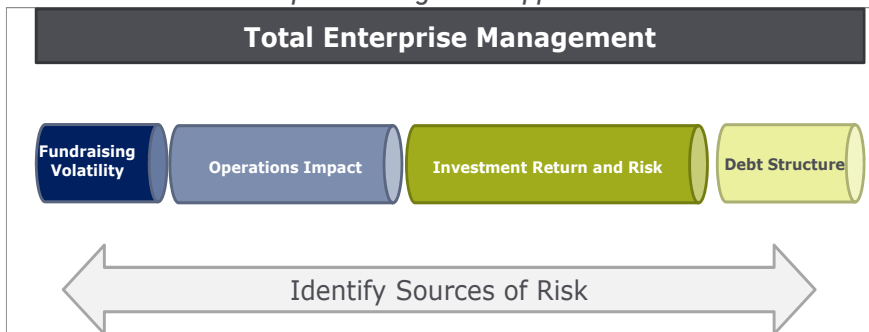 Total Enterprise Management
Fundraising
Volatility
Operations Impact
Investment Return and Risk
Debt Structure
Identify Sources of Risk